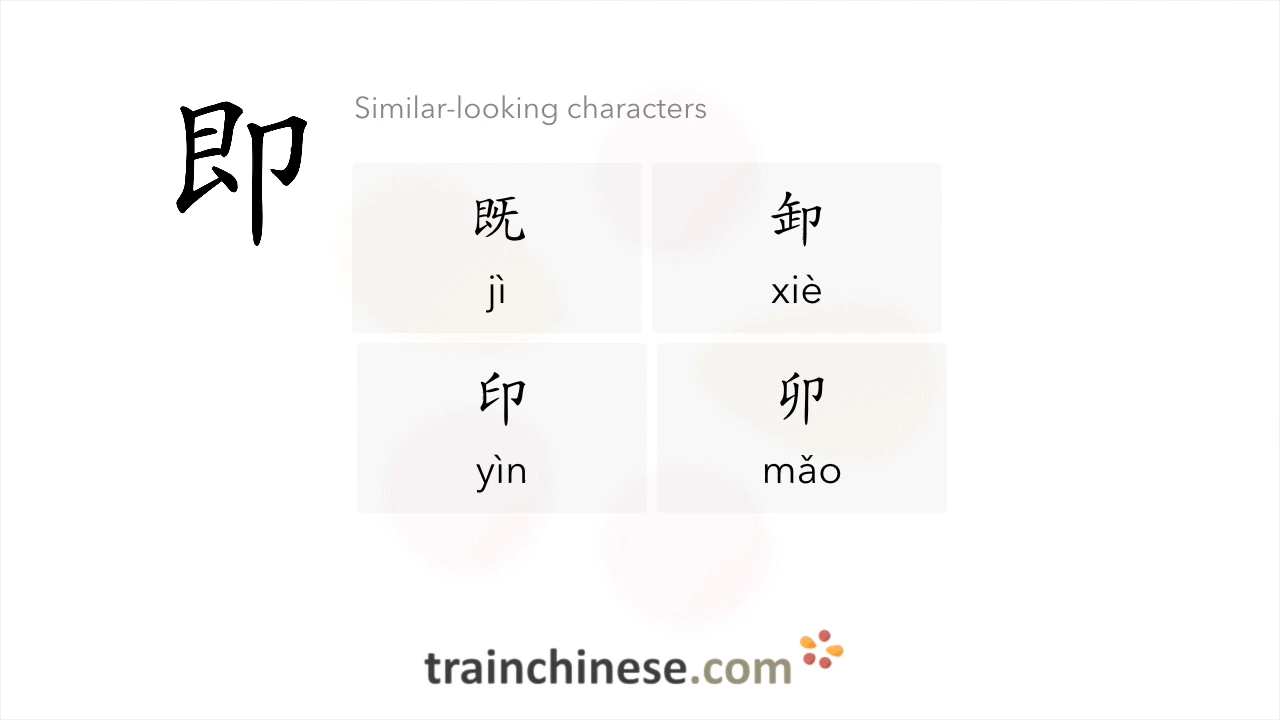 即
Similar-looking characters
既 卸
jì xiè
印 卯
yìn mǎo
trainchinese.com